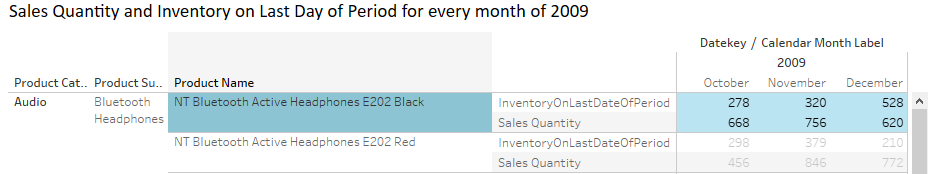 Sales Quantity and Inventory on Last Day of Period for every month of 2009
Datekey / Calendar Month Label
2009
Product Cat.. Product Su.. Product Name October November December
Audio Bluetooth Headphones NT Bluetooth Active Headphones E202 Black InventoryOnLastDateOfPeriod 278 320 528
Sales Quantity 668 756 620
NT Bluetooth Active Headphones E202 Red InventoryOnLastDateOfPeriod 298 379 210
Sales Quantity 456 846 772